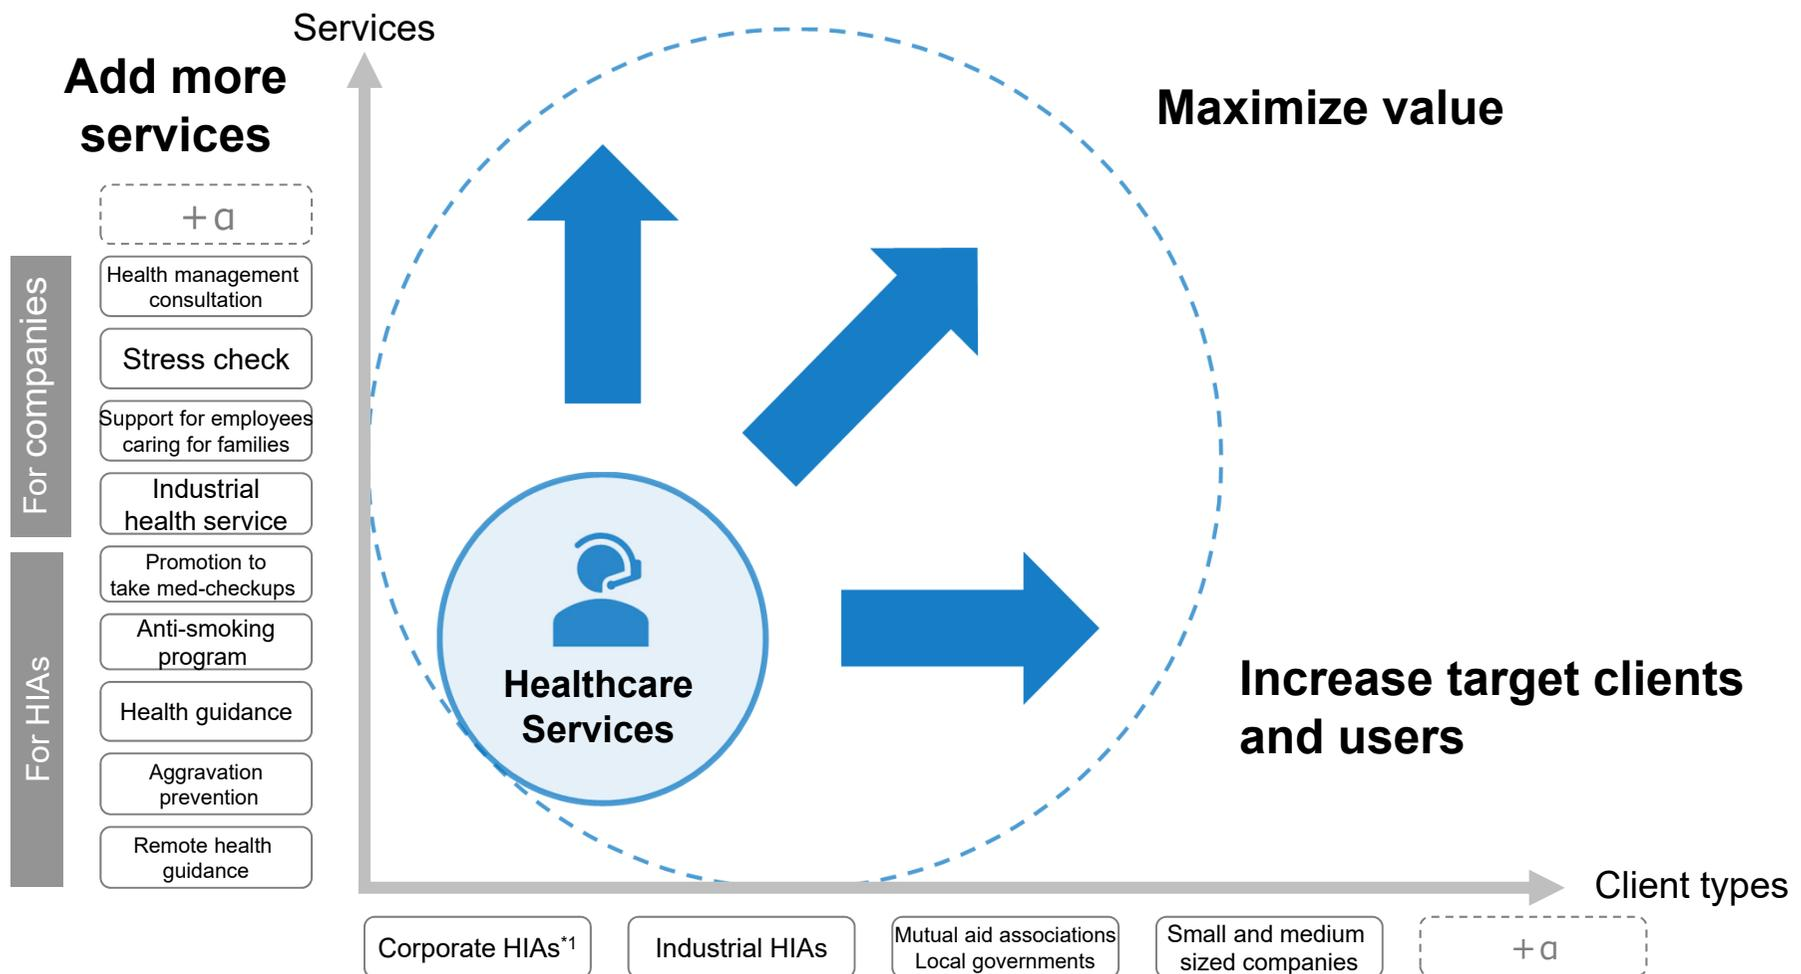 Services
Add more
services
Maximize value
+α
For companies
Health management
consultation
Stress check
Support for employees
caring for families
Industrial
health service
For HIAs
Promotion to
take med-checkups
Anti-smoking
program
Health guidance
Aggravation
prevention
Remote health
guidance
Healthcare
Services
Increase target clients
and users
Client types
Corporate HIAs*1
Industrial HIAs
Mutual aid associations
Local governments
Small and medium
sized companies
+α